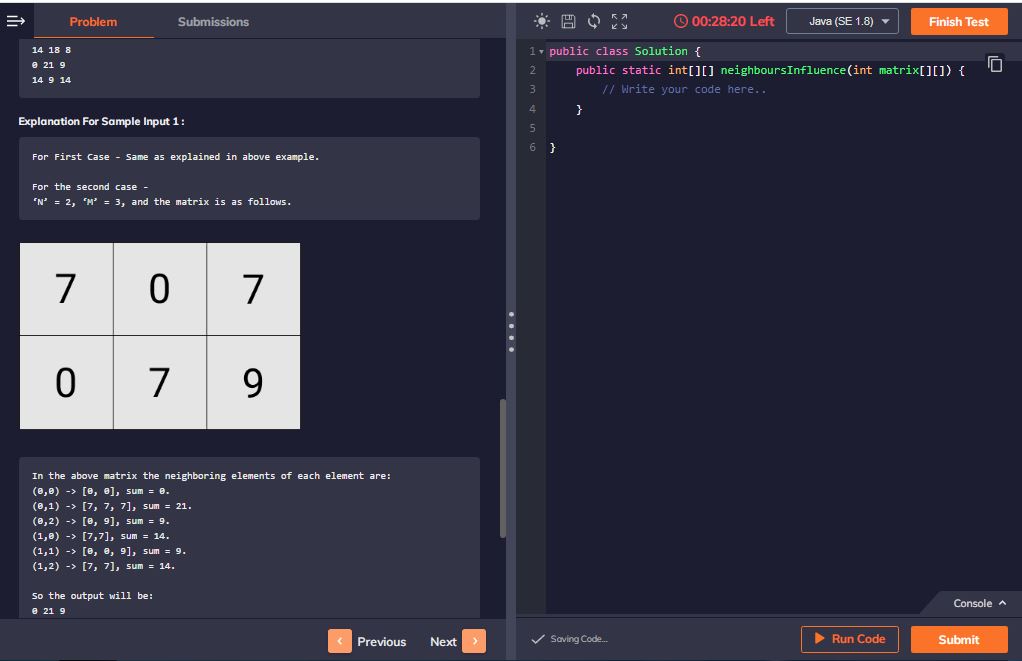 Problem
Submissions
14 18 8
0 21 9
14 9 14
Explanation For Sample Input 1 :
For First Case - Same as explained in above example.
For the second case -
‘N’ = 2, ‘M’ = 3, and the matrix is as follows.
7 0 7
0 7 9
In the above matrix the neighboring elements of each element are:
(0,0) -> [0, 0], sum = 0.
(0,1) -> [7, 7, 7], sum = 21.
(0,2) -> [0, 9], sum = 9.
(1,0) -> [7,7], sum = 14.
(1,1) -> [0, 0, 9], sum = 9.
(1,2) -> [7, 7], sum = 14.
So the output will be:
0 21 9
Previous
Next
00:28:20 Left
Java (SE 1.8)
Finish Test
1 public class Solution {
2 public static int[][] neighboursInfluence(int matrix[][]) {
3 // Write your code here..
4 }
5
6 }
Console
Saving Code...
Run Code
Submit